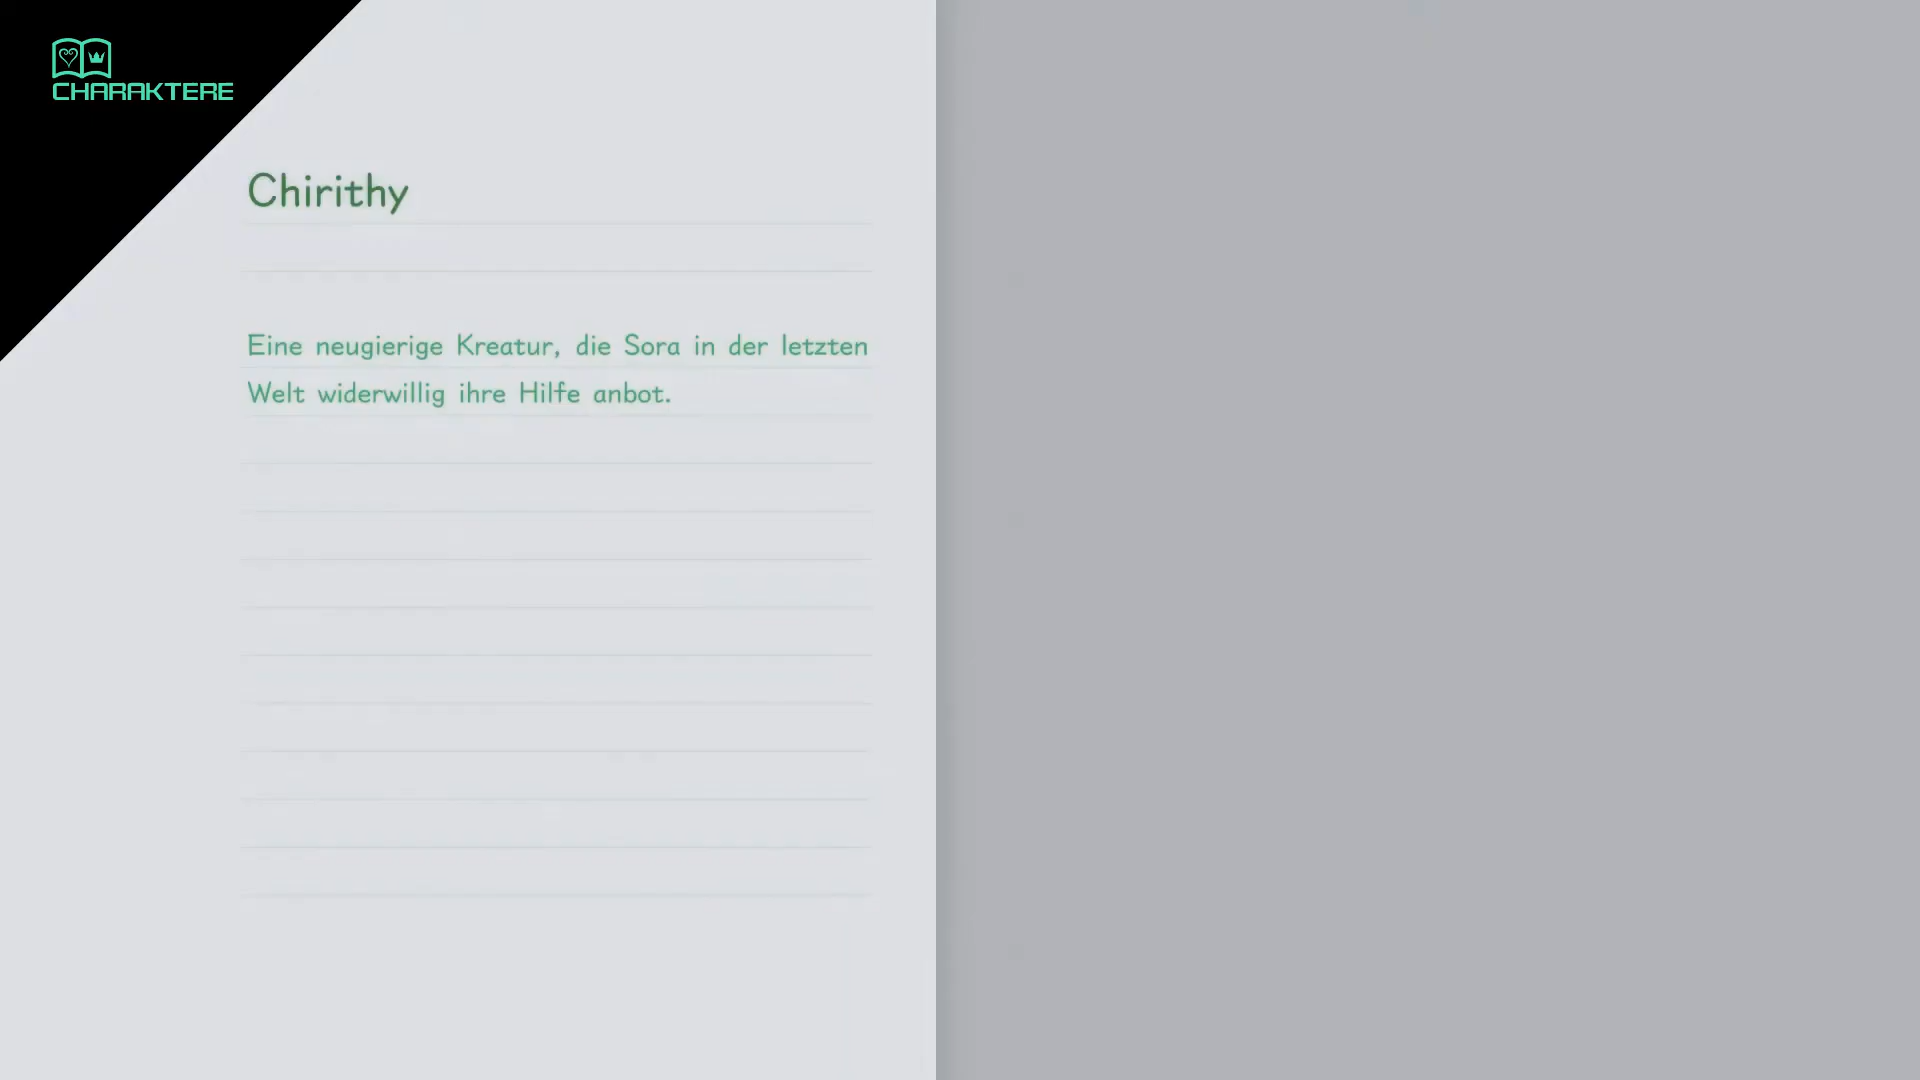 CHARAKTERE
Chirithy
Eine neugierige Kreatur, die Sora in der letzten
Welt widerwillig ihre Hilfe anbot.